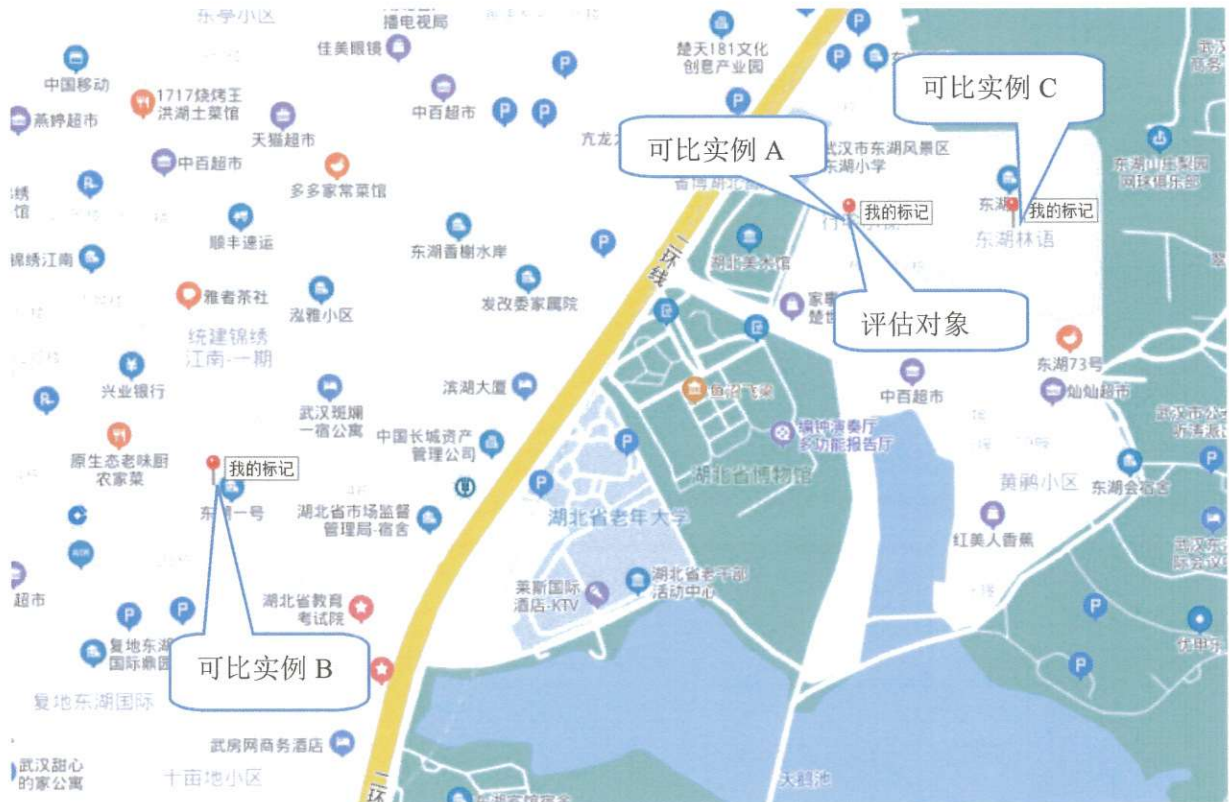 东亭小区
播电视局
佳美眼镜
楚天181文化
创意产业园
中国移动
1717烧烤王
洪湖土菜馆
燕婷超市
天猫超市
中百超市
中百超市
多多家常菜馆
可比实例 A
可比实例 C
武汉市东湖风景区
东湖小学
东湖山庄梨园
网球俱乐部
我的标记
我的标记
东湖林语
锦绣江南
顺丰速运
东湖香榭水岸
二环线
湖北美术馆
雅者茶社
泓雅小区
发改委家属院
评估对象
统建锦绣
江南-一期
兴业银行
滨湖大厦
东湖73号
中百超市
灿灿超市
武汉斑斓
一宿公寓
中国长城资产
管理公司
编钟演奏厅
多功能报告厅
原生态老味厨
农家菜
我的标记
湖北省博物馆
黄鹂小区
东湖会宿舍
东湖一号
湖北省市场监督
管理局-宿舍
湖北省老年大学
红美人香蕉
超市
湖北省教育
考试院
莱斯国际
酒店-KTV
湖北省老干部
活动中心
复地东湖
国际鼎园
可比实例 B
复地东湖国际
武房网商务酒店
武汉甜心
的家公寓
十亩地小区
二环
天鹅池